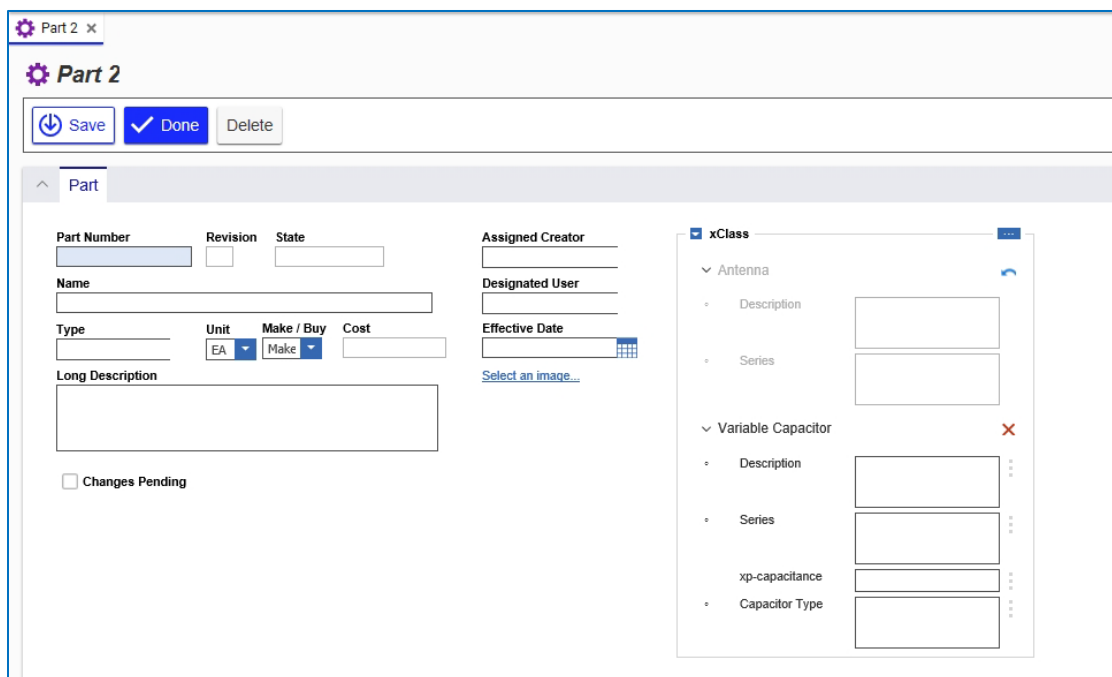 Part 2
Part 2
Save Done Delete
Part
Part Number Revision State
Name
Type Unit Make / Buy Cost
EA Make
Long Description
Changes Pending
Assigned Creator
Designated User
Effective Date
Select an image...
xClass
Antenna
Description
Series
Variable Capacitor
Description
Series
xp-capacitance
Capacitor Type